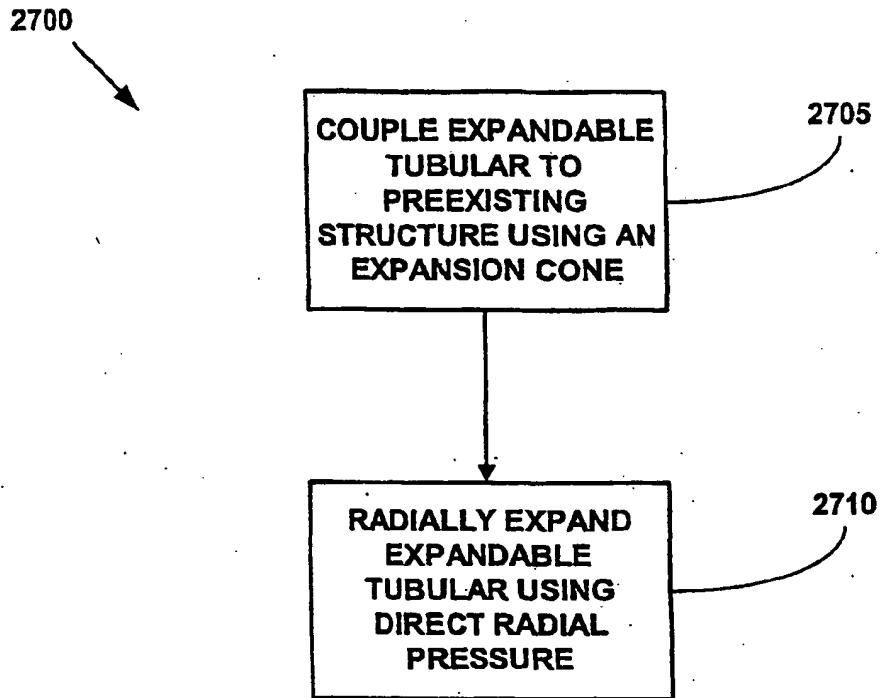 2700
COUPLE EXPANDABLE
TUBULAR TO
PREEXISTING
STRUCTURE USING AN
EXPANSION CONE
2705
RADIALLY EXPAND
EXPANDABLE
TUBULAR USING
DIRECT RADIAL
PRESSURE
2710